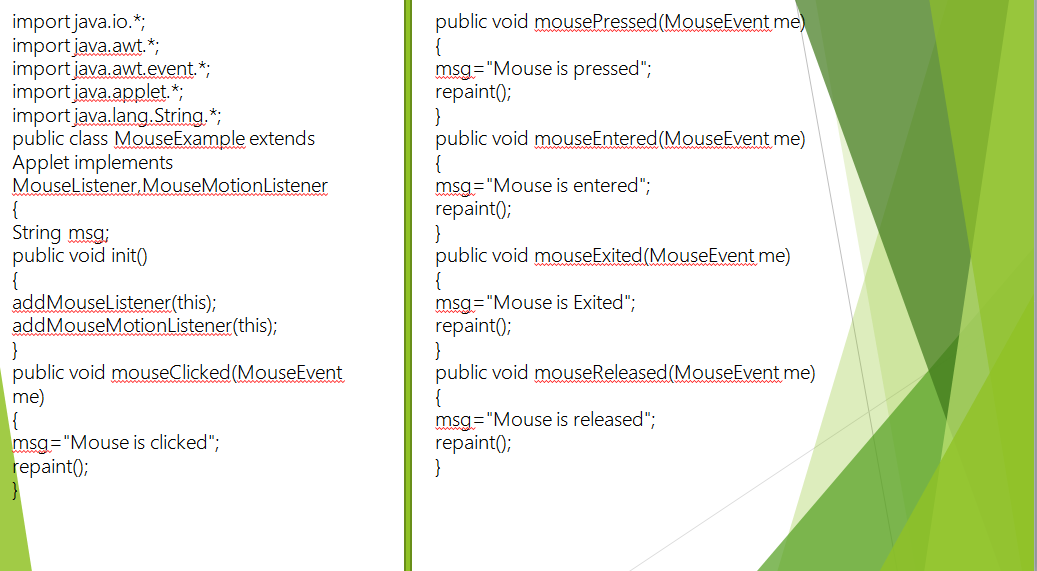 import java.io.*;
import java.awt.*;
import java.awt.event.*;
import java.applet.*;
import java.lang.String.*;
public class MouseExample extends
Applet implements
MouseListener,MouseMotionListener
{
String msg;
public void init()
{
addMouseListener(this);
addMouseMotionListener(this);
}
public void mouseClicked(MouseEvent
me)
{
msg="Mouse is clicked";
repaint();
}
public void mousePressed(MouseEvent me)
{
msg="Mouse is pressed";
repaint();
}
public void mouseEntered(MouseEvent me)
{
msg="Mouse is entered";
repaint();
}
public void mouseExited(MouseEvent me)
{
msg="Mouse is Exited";
repaint();
}
public void mouseReleased(MouseEvent me)
{
msg="Mouse is released";
repaint();
}